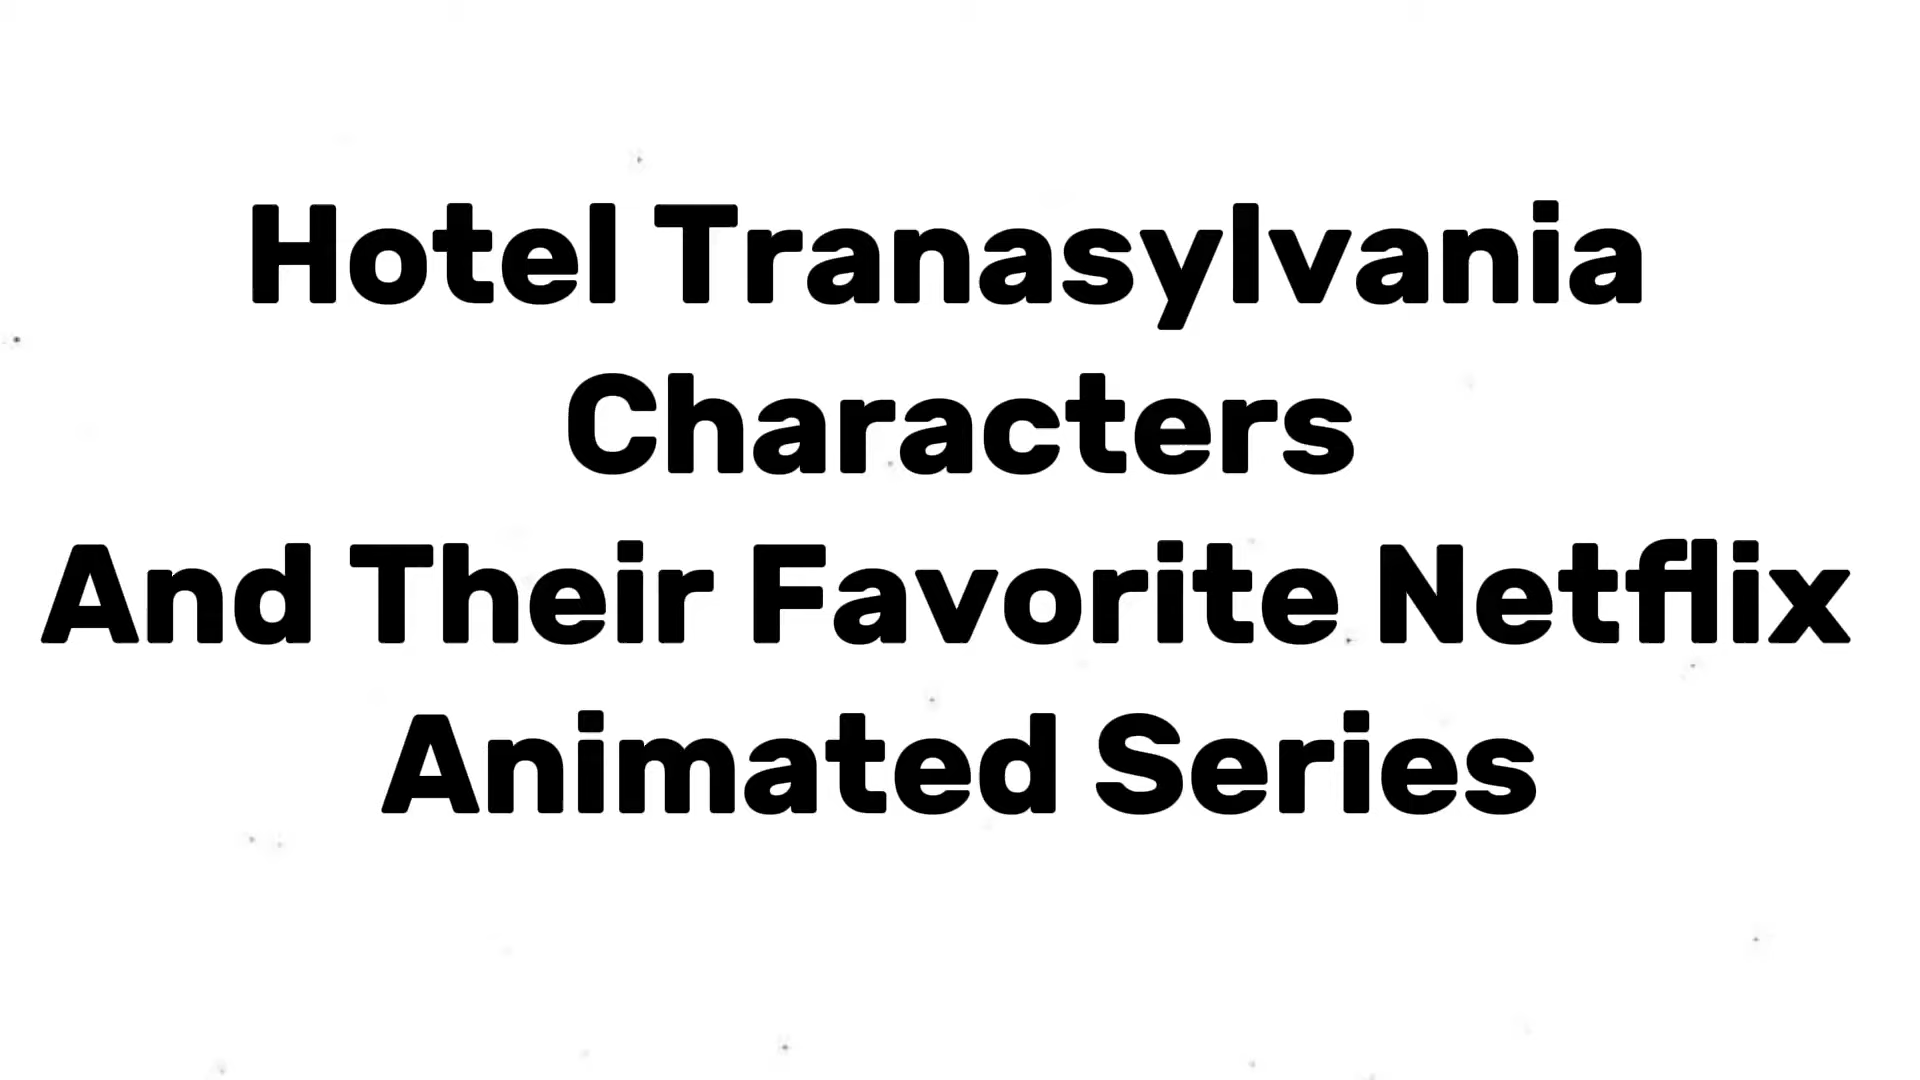 Hotel Tranasylvania
Characters
And Their Favorite Netflix
Animated Series